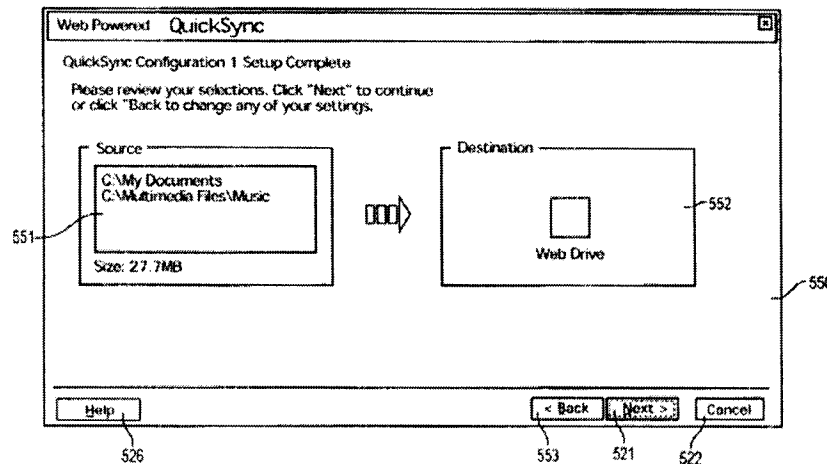 Web Powered QuickSync
QuickSync Configuration 1 Setup Complete
Please review your selections. Click "Next" to continue
or click "Back to change any of your settings.
Source
Destination
C:\My Documents
C:\Multimedia Files\Music
551
552
Web Drive
Size: 27.7MB
550
Help
< Back
Next >
Cancel
526
553
521
522